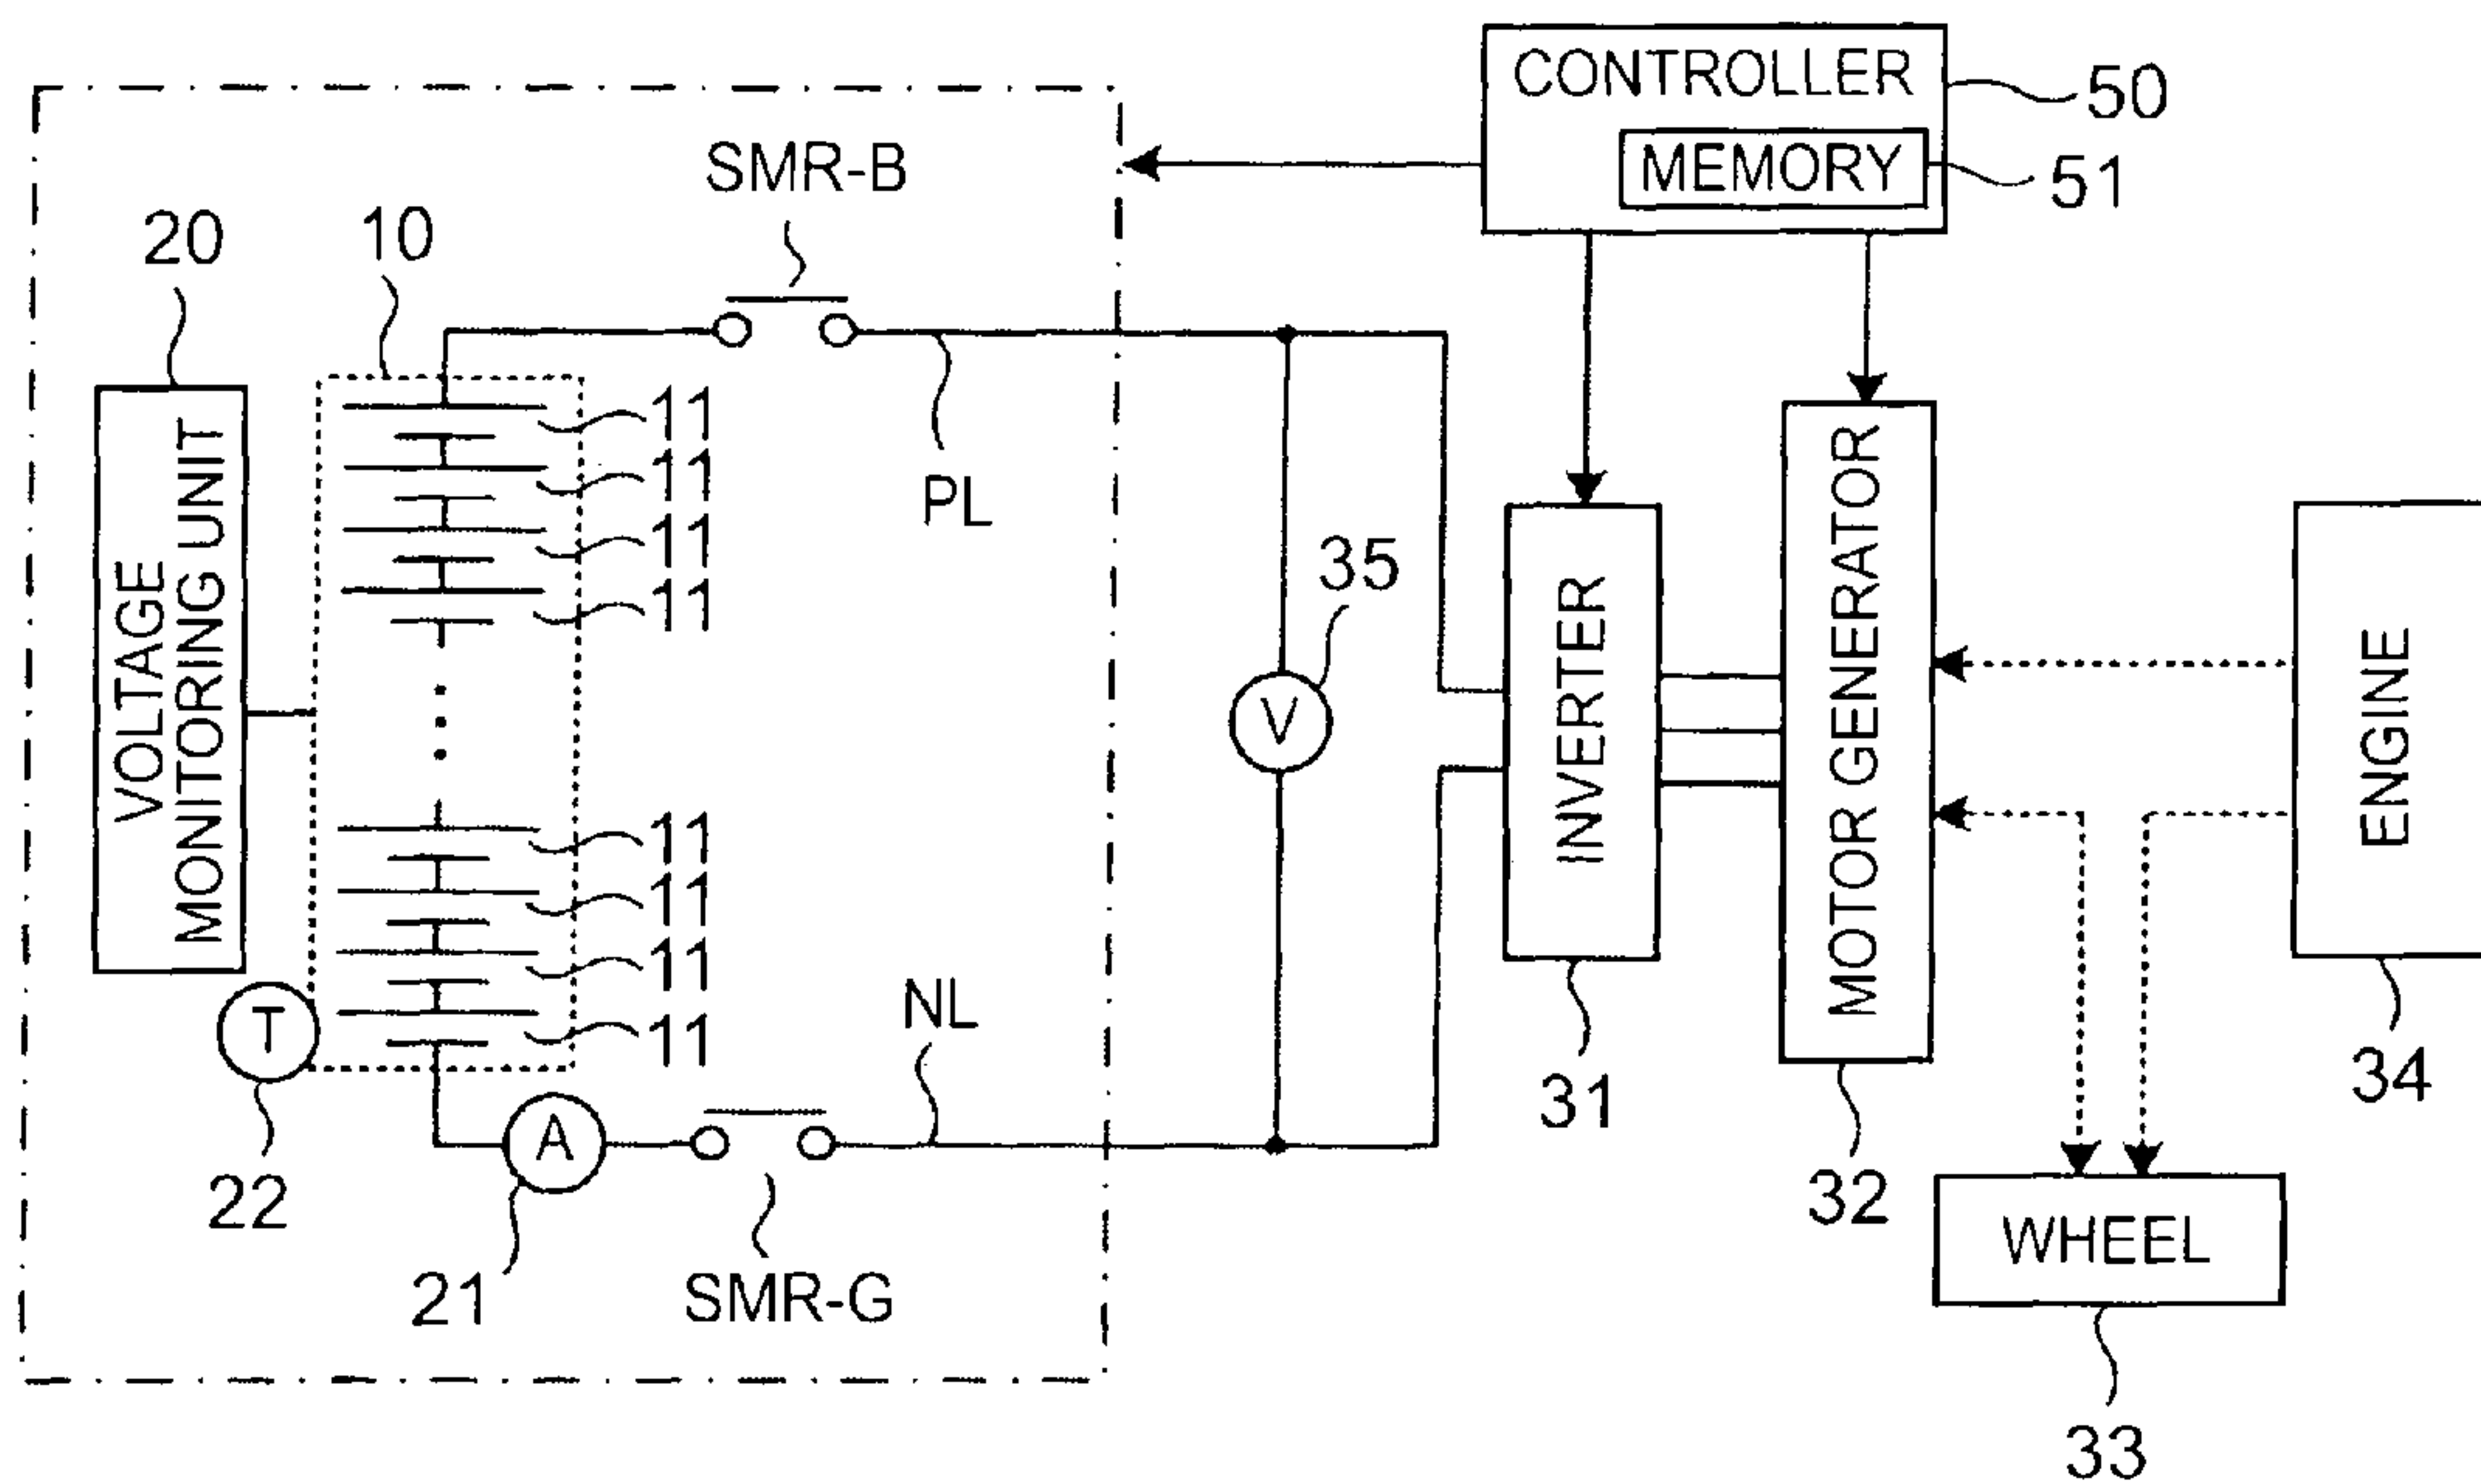 CONTROLLER
50
MEMORY
51
SMR-B
20
10
VOLTAGE
MONITORING UNIT
11
11
11
11
PL
35
V
INVERTER
MOTOR GENERATOR
ENGINE
11
11
11
11
T
NL
A
22
21
SMR-G
31
32
34
WHEEL
33